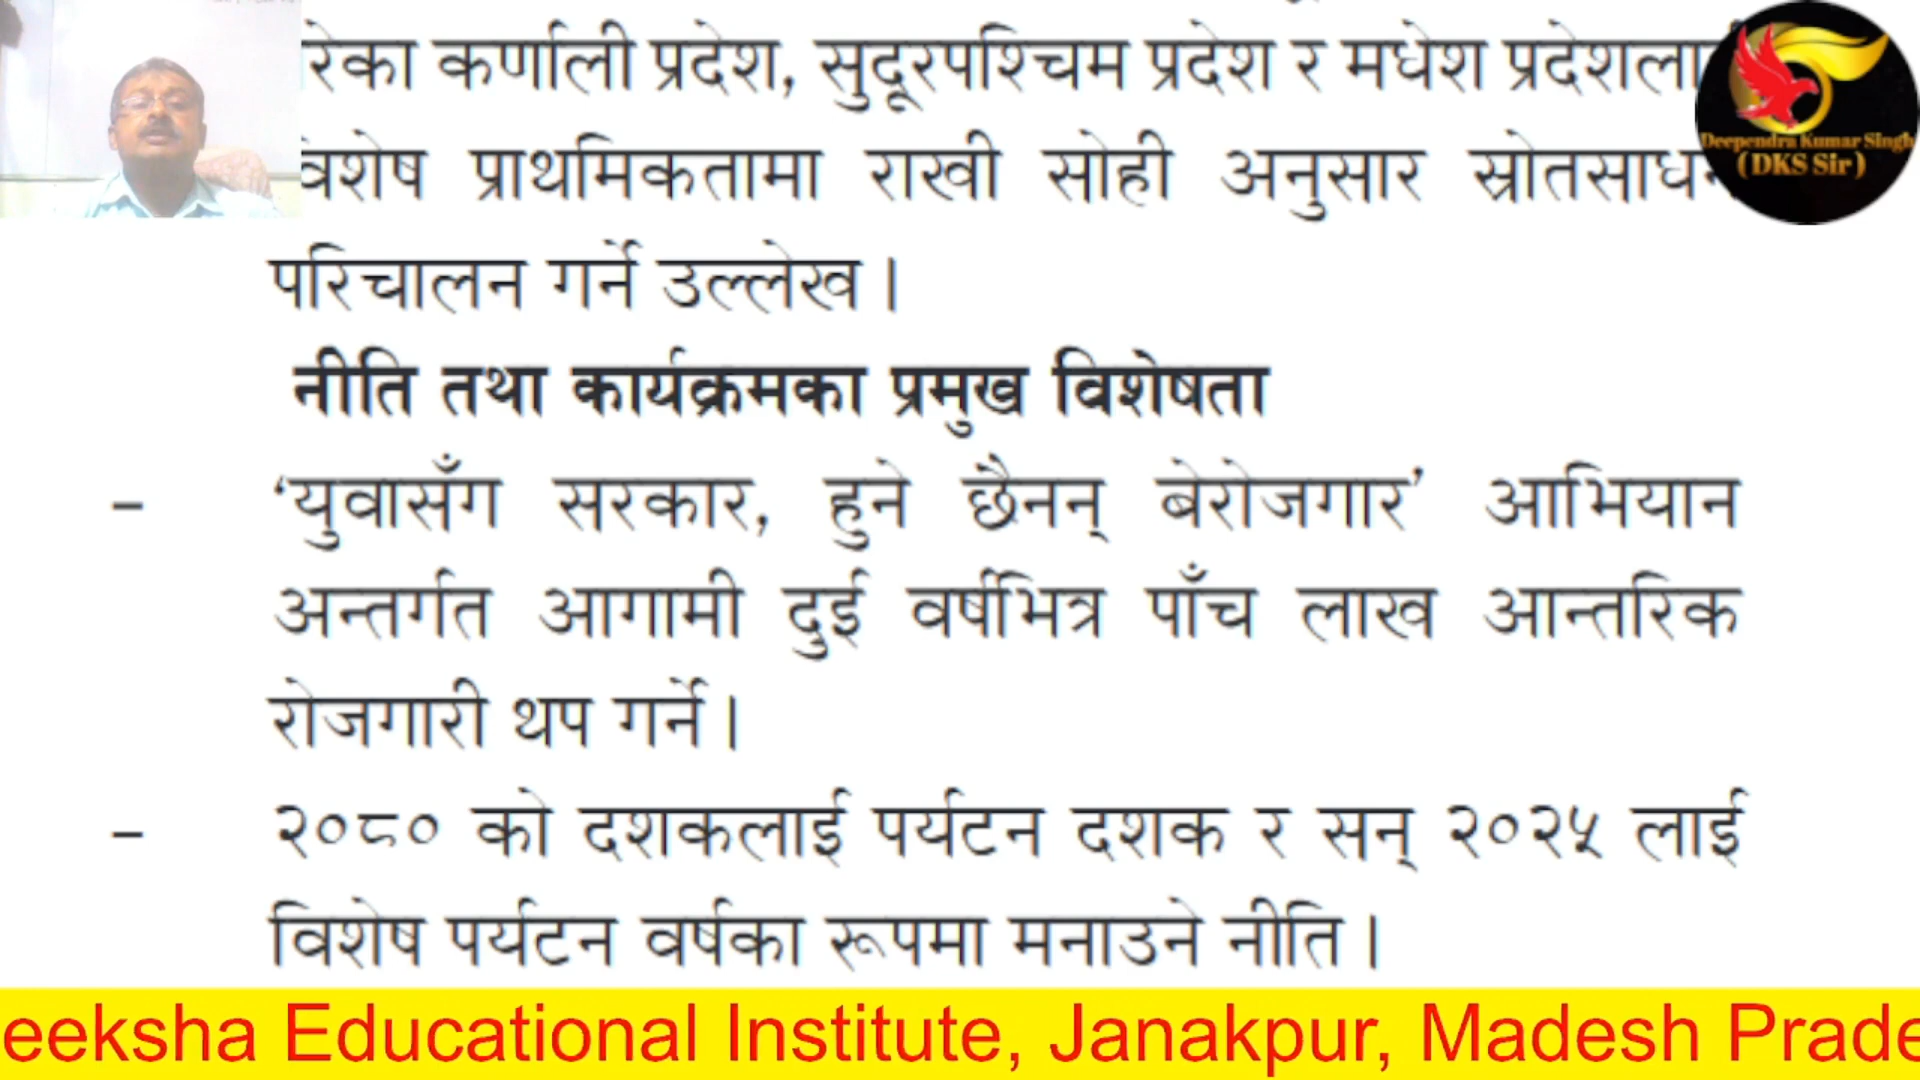 रेका कर्णाली प्रदेश, सुदूरपश्चिम प्रदेश र मधेश प्रदेशला
विशेष प्राथमिकतामा राखी सोही अनुसार स्रोतसाधन
परिचालन गर्ने उल्लेख।
नीति तथा कार्यक्रमका प्रमुख विशेषता
– ‘युवासँग सरकार, हुने छैनन् बेरोजगार’ आभियान
अन्तर्गत आगामी दुई वर्षभित्र पाँच लाख आन्तरिक
रोजगारी थप गर्ने।
– २०८० को दशकलाई पर्यटन दशक र सन् २०२५ लाई
विशेष पर्यटन वर्षका रूपमा मनाउने नीति।
Deependra Kumar Singh
(DKS Sir)
eeksha Educational Institute, Janakpur, Madesh Prade